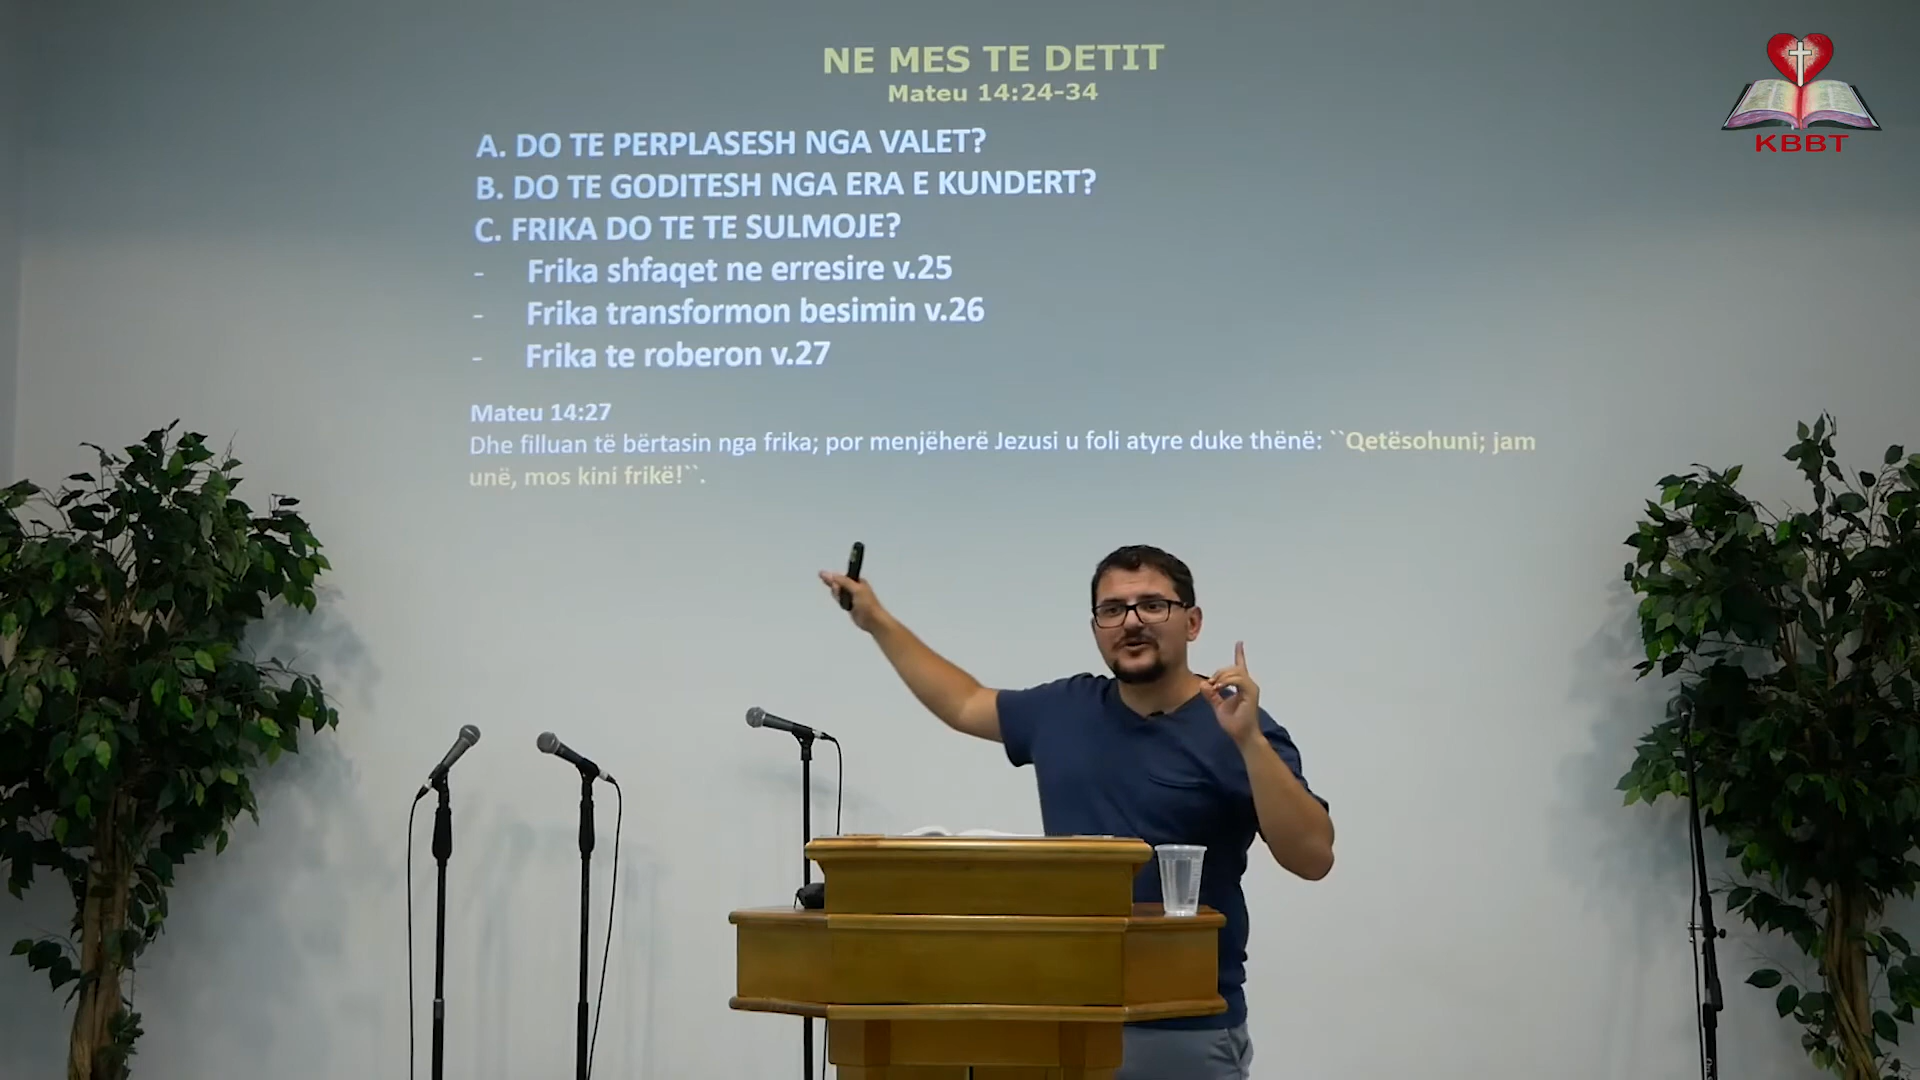 NE MES TE DETIT
Mateu 14:24-34
A. DO TE PERPLASESH NGA VALET?
B. DO TE GODITESH NGA ERA E KUNDERT?
C. FRIKA DO TE TE SULMOJE?
- Frika shfaqet ne erresire v.25
- Frika transformon besimin v.26
- Frika te roberon v.27
Mateu 14:27
Dhe filluan të bërtasin nga frika; por menjëherë Jezusi u foli atyre duke thënë: ``Qetësohuni; jam
unë, mos kini frikë!``.
KBBT